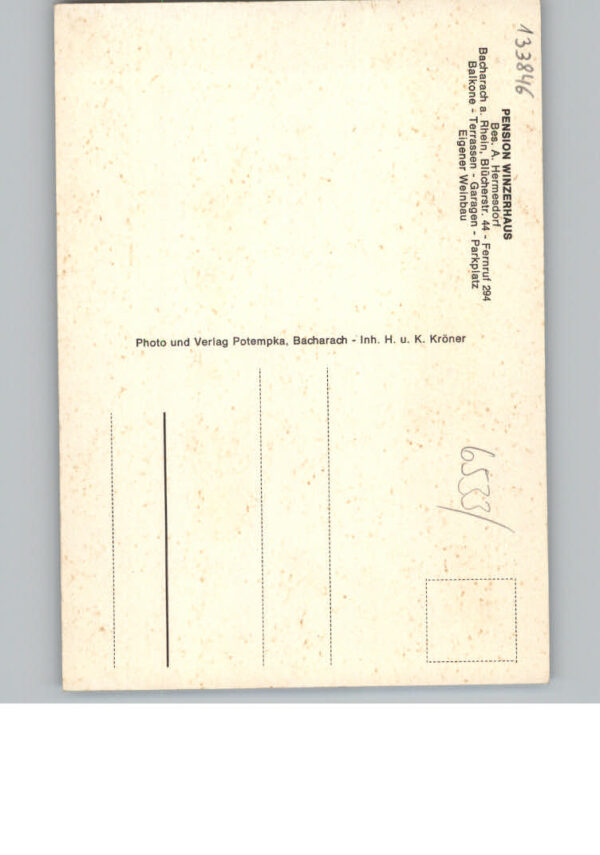 133846
PENSION WINZERHAUS
Bes. A. Hermesdorf
Bacharach a. Rhein, Blücherstr. 44 - Fernruf 294
Balkone - Terrassen - Garagen - Parkplatz
Eigener Weinbau
Photo und Verlag Potempka, Bacharach - Inh. H. u. K. Kröner
6533/